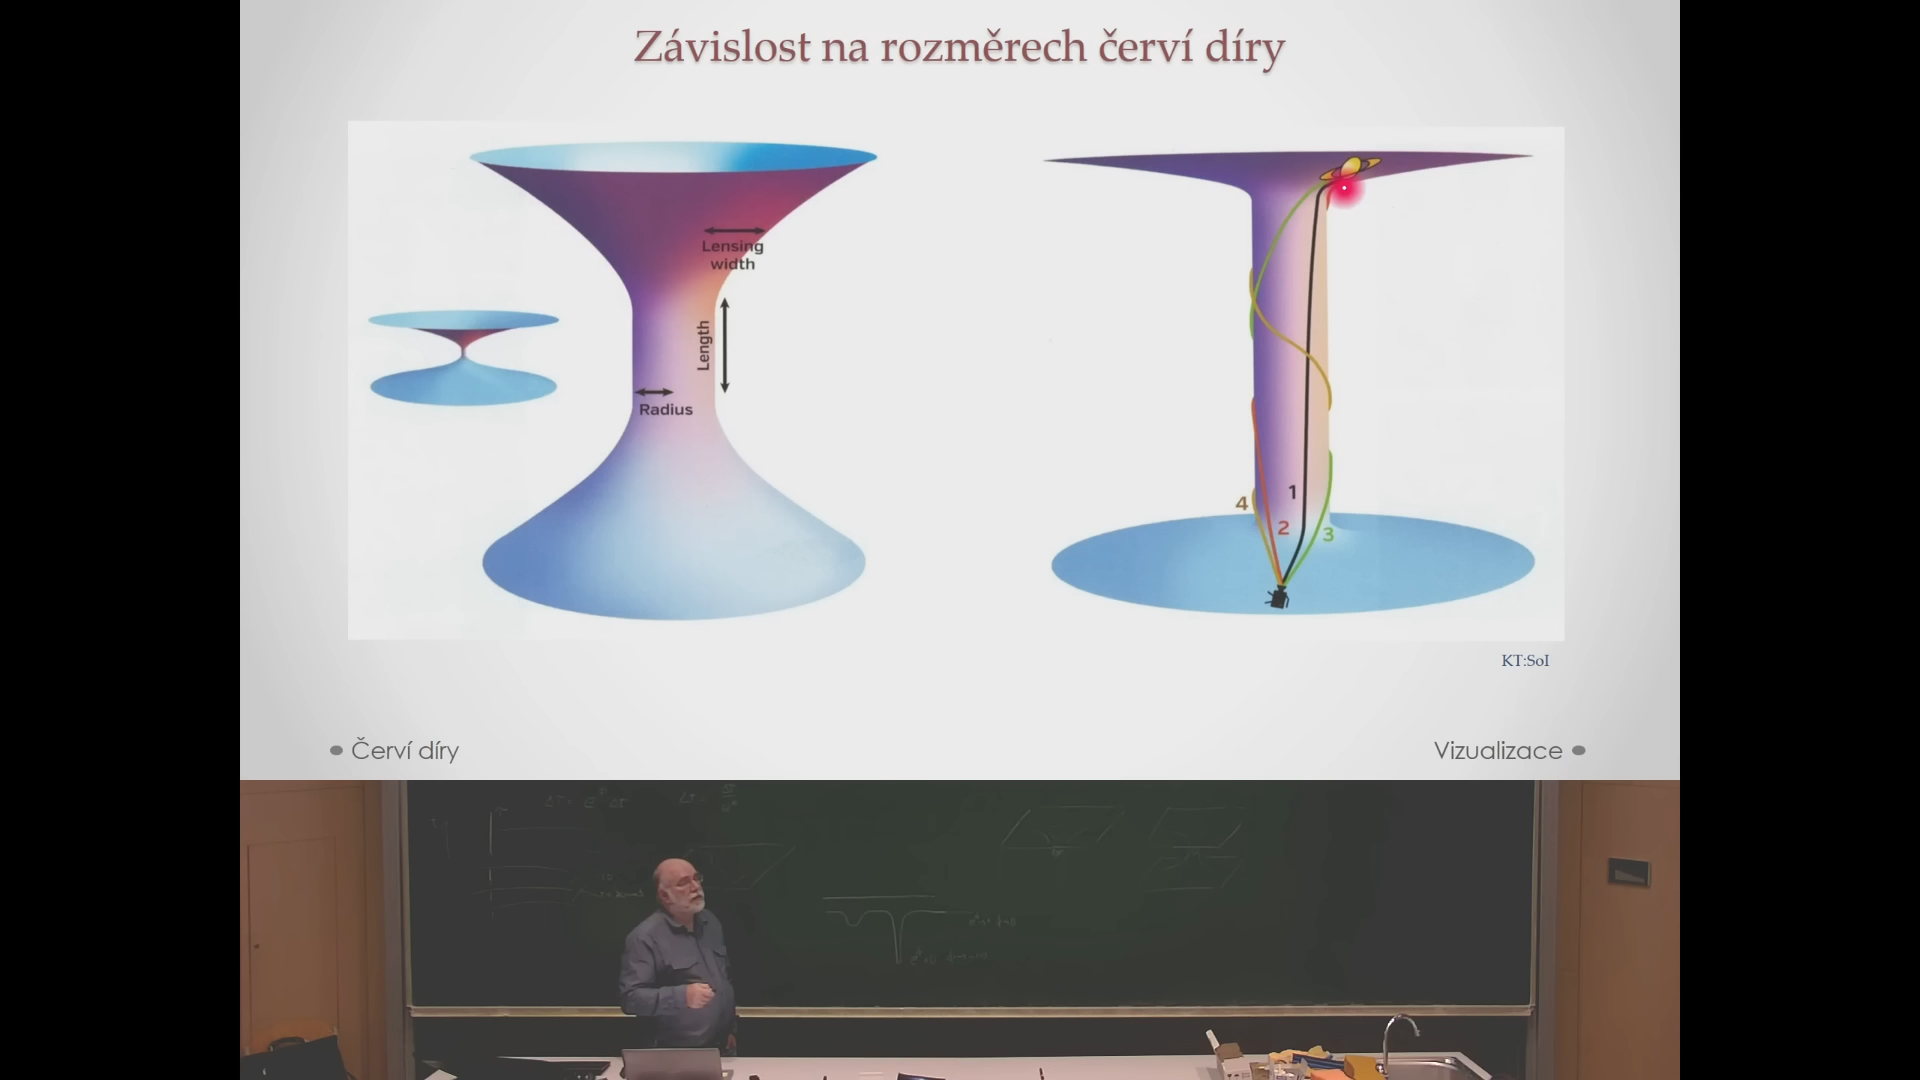 Závislost na rozměrech červí díry
Lensing
width
Length
Radius
1
2
3
4
KT:SoI
Červí díry
Vizualizace